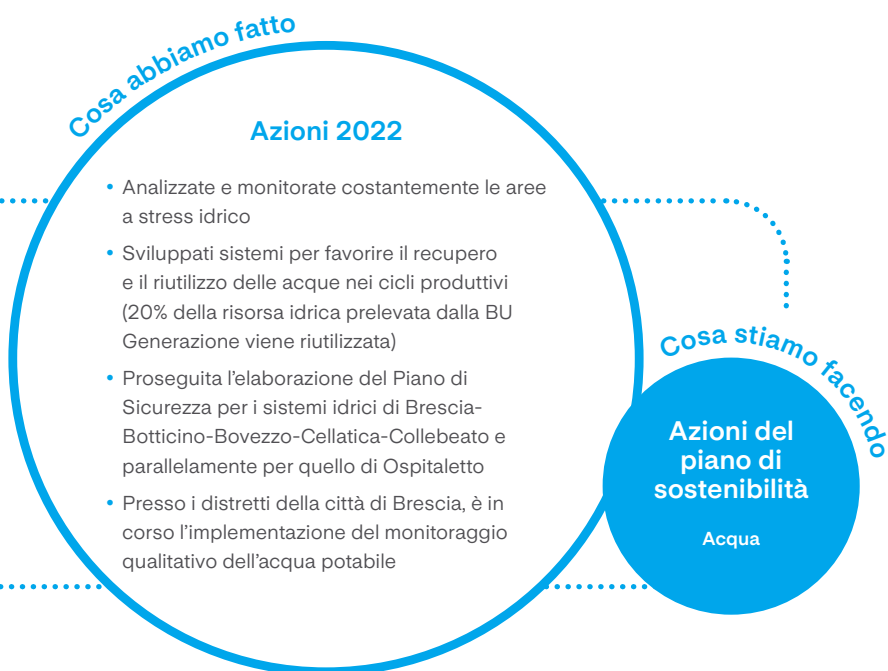 Cosa abbiamo fatto
Azioni 2022
• Analizzate e monitorate costantemente le aree
a stress idrico
• Sviluppati sistemi per favorire il recupero
e il riutilizzo delle acque nei cicli produttivi
(20% della risorsa idrica prelevata dalla BU
Generazione viene riutilizzata)
• Proseguita l’elaborazione del Piano di
Sicurezza per i sistemi idrici di Brescia-
Botticino-Bovezzo-Cellatica-Collebeato e
parallelamente per quello di Ospitaletto
• Presso i distretti della città di Brescia, è in
corso l’implementazione del monitoraggio
qualitativo dell’acqua potabile
Cosa stiamo facendo
Azioni del
piano di
sostenibilità
Acqua